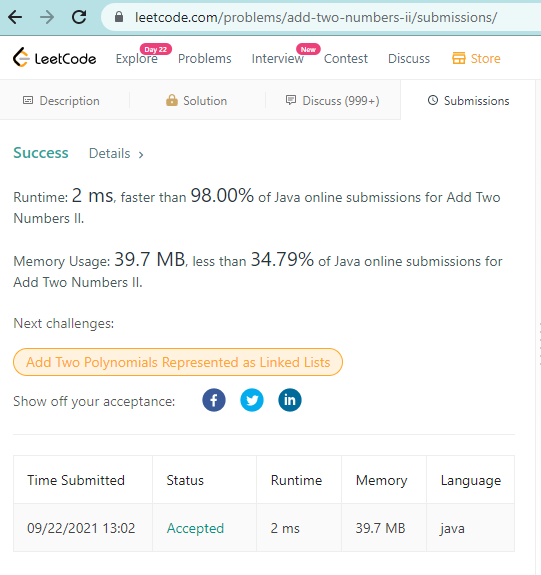 leetcode.com/problems/add-two-numbers-ii/submissions/
Day 22 New
LeetCode Explore Problems Interview Contest Discuss Store
Description Solution Discuss (999+) Submissions
Success Details >
Runtime: 2 ms, faster than 98.00% of Java online submissions for Add Two
Numbers II.
Memory Usage: 39.7 MB, less than 34.79% of Java online submissions for
Add Two Numbers II.
Next challenges:
Add Two Polynomials Represented as Linked Lists
Show off your acceptance: f in
Time Submitted Status Runtime Memory Language
09/22/2021 13:02 Accepted 2 ms 39.7 MB java